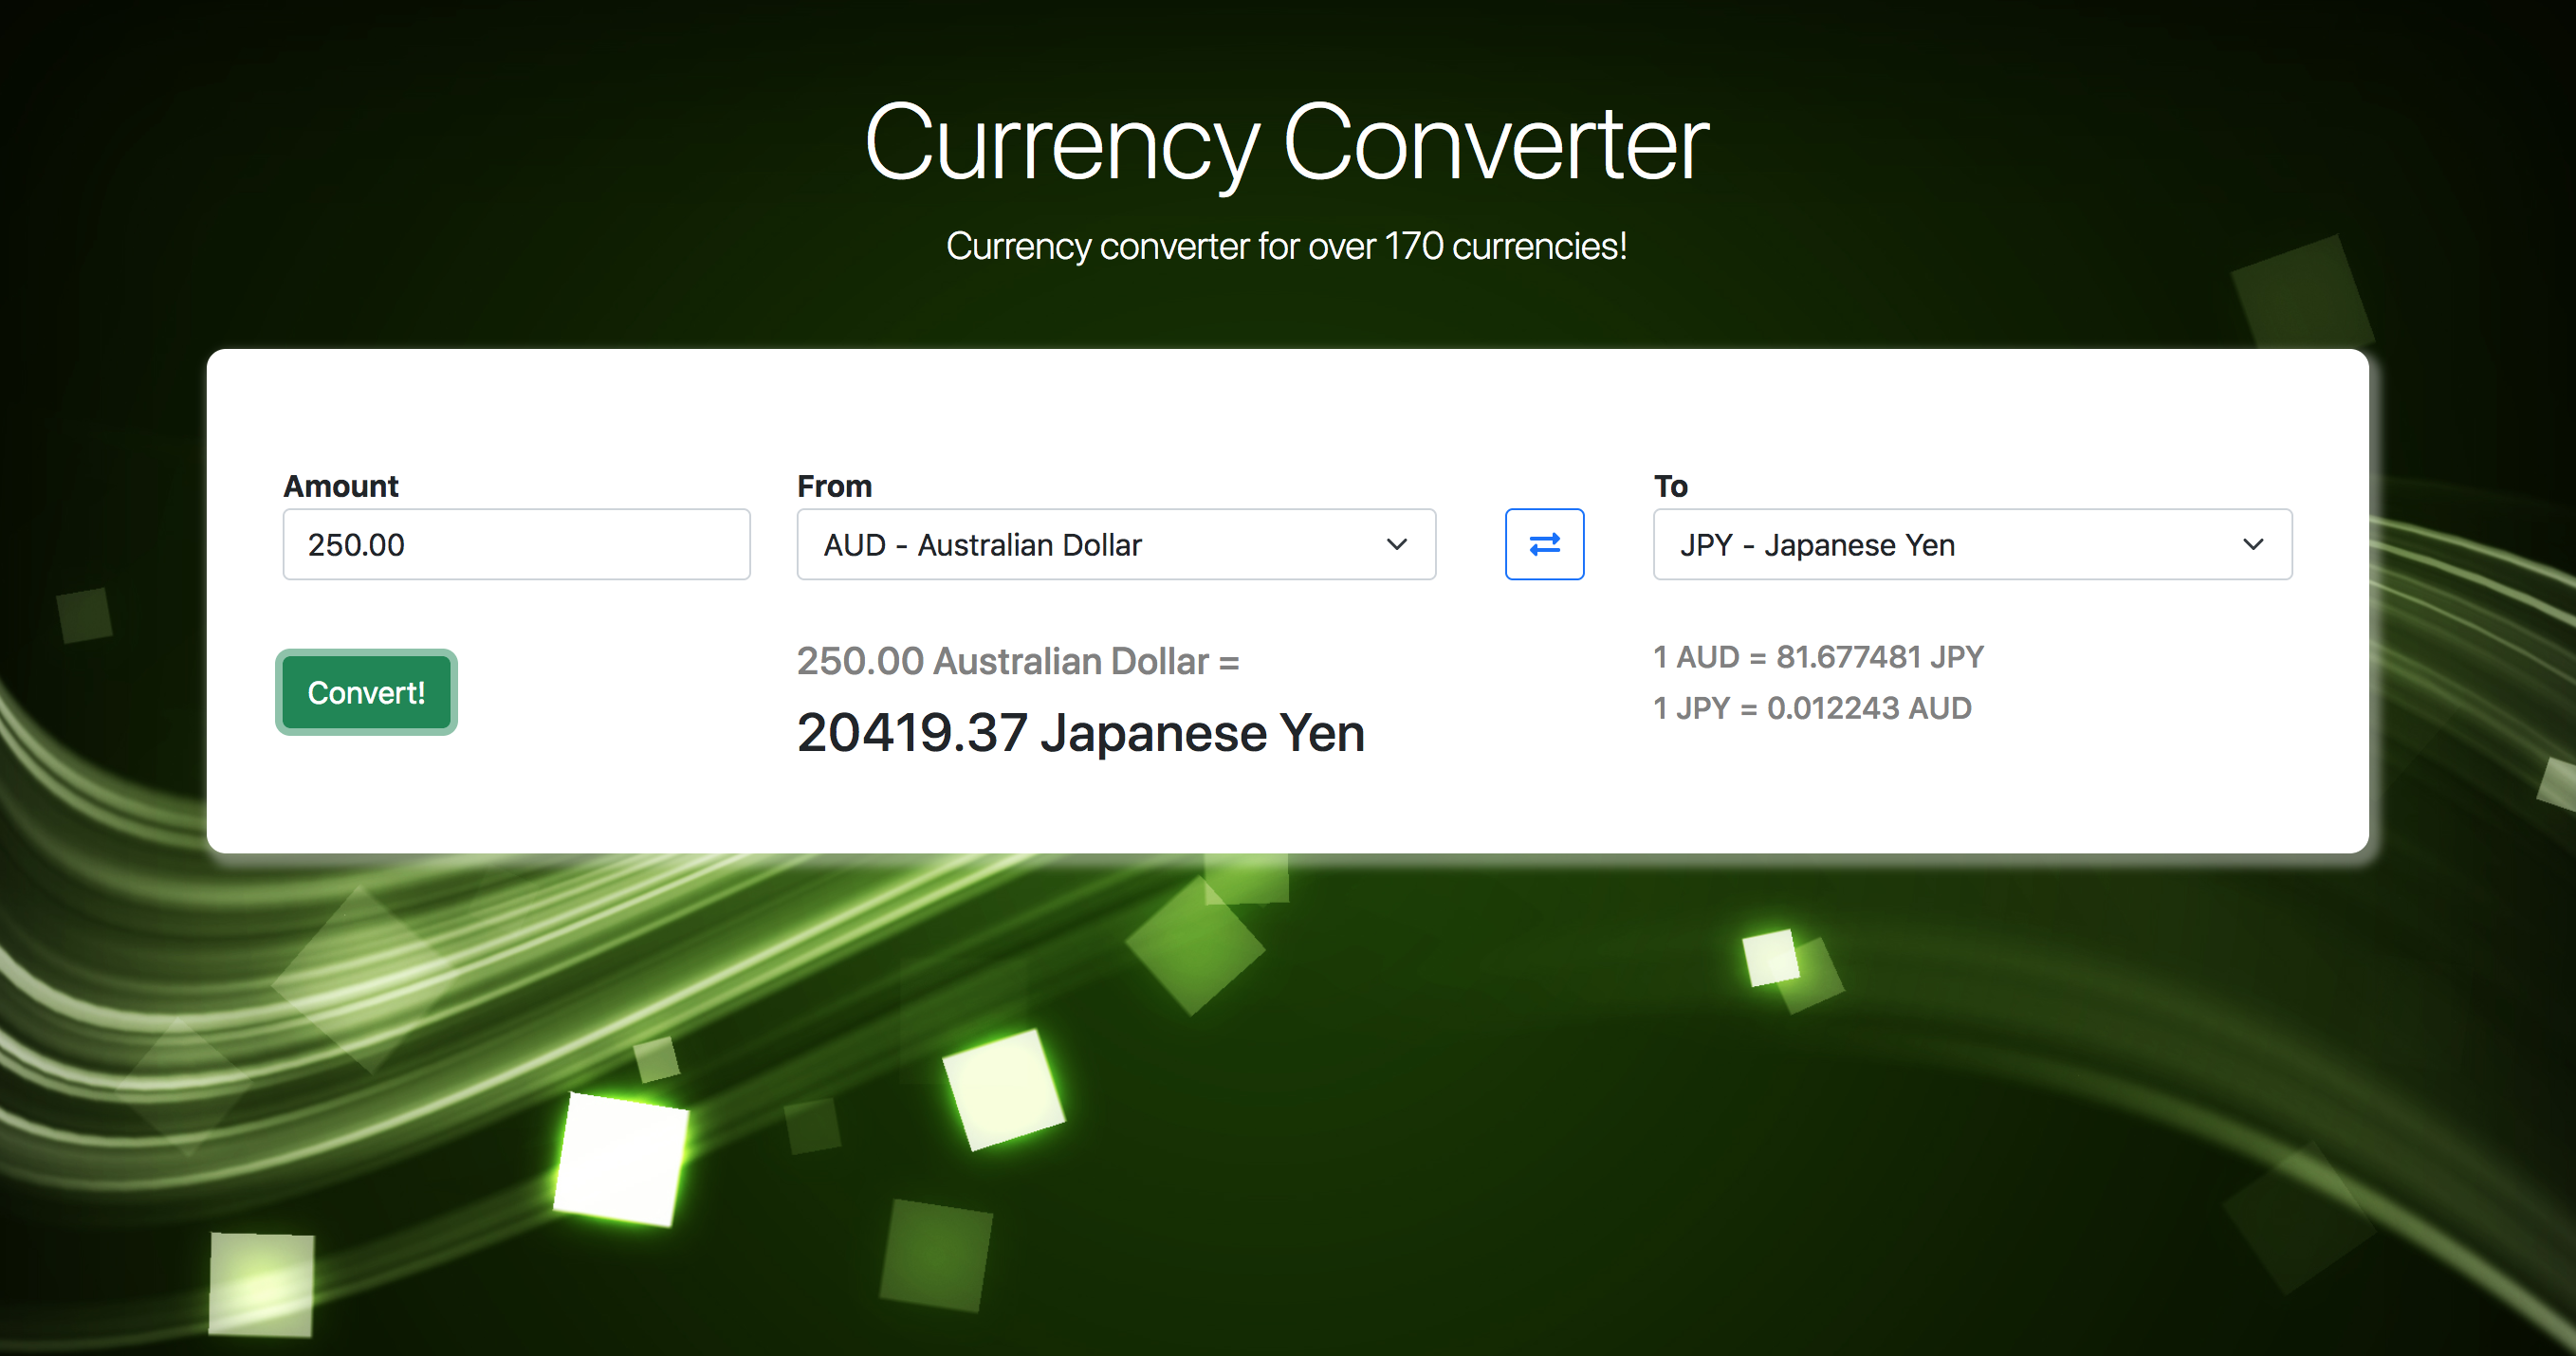 Currency Converter
Currency converter for over 170 currencies!
Amount
From
To
250.00
AUD - Australian Dollar
JPY - Japanese Yen
Convert!
250.00 Australian Dollar =
20419.37 Japanese Yen
1 AUD = 81.677481 JPY
1 JPY = 0.012243 AUD